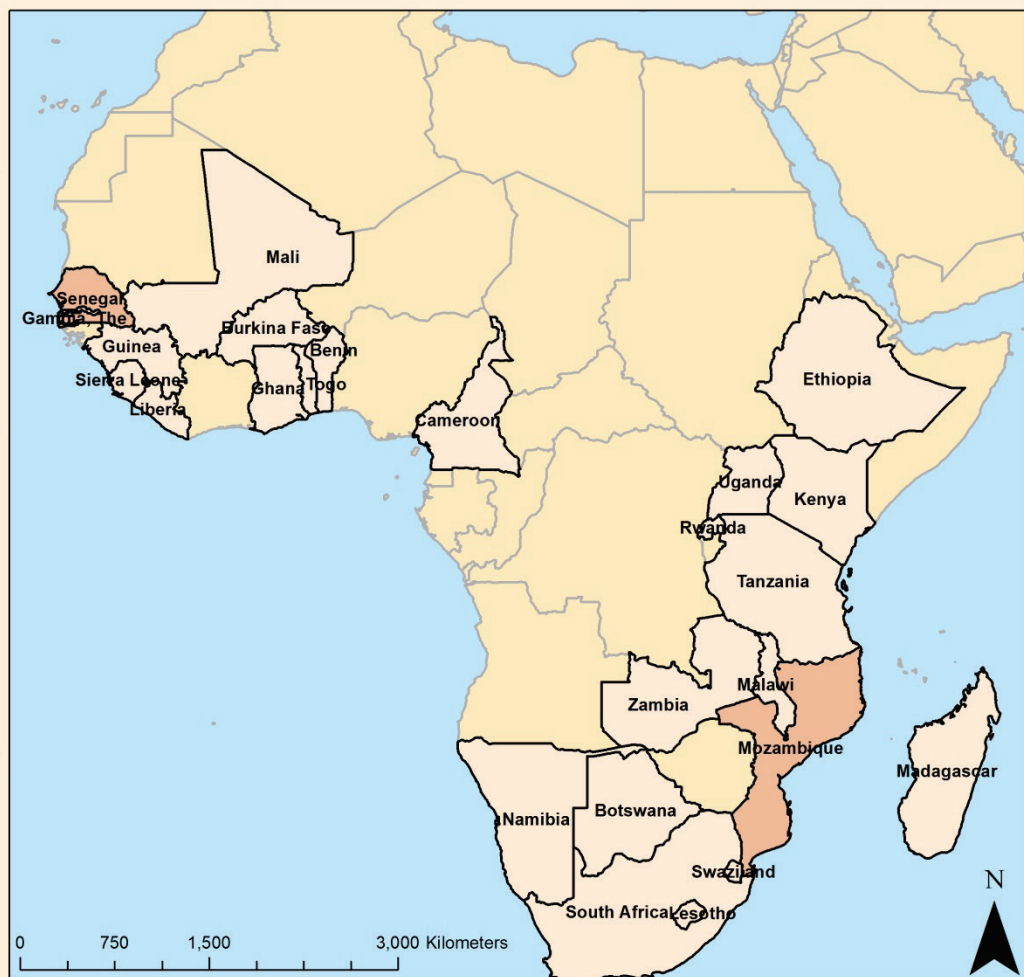 Mali
Senegal
Gambia, The
Burkina Faso
Benin
Guinea
Ethiopia
Sierra Leone
Ghana
Togo
Liberia
Cameroon
Uganda
Kenya
Rwanda
Tanzania
Malawi
Zambia
Mozambique
Madagascar
Botswana
Namibia
Swaziland
South Africa
Lesotho
N
0 750 1,500 3,000 Kilometers